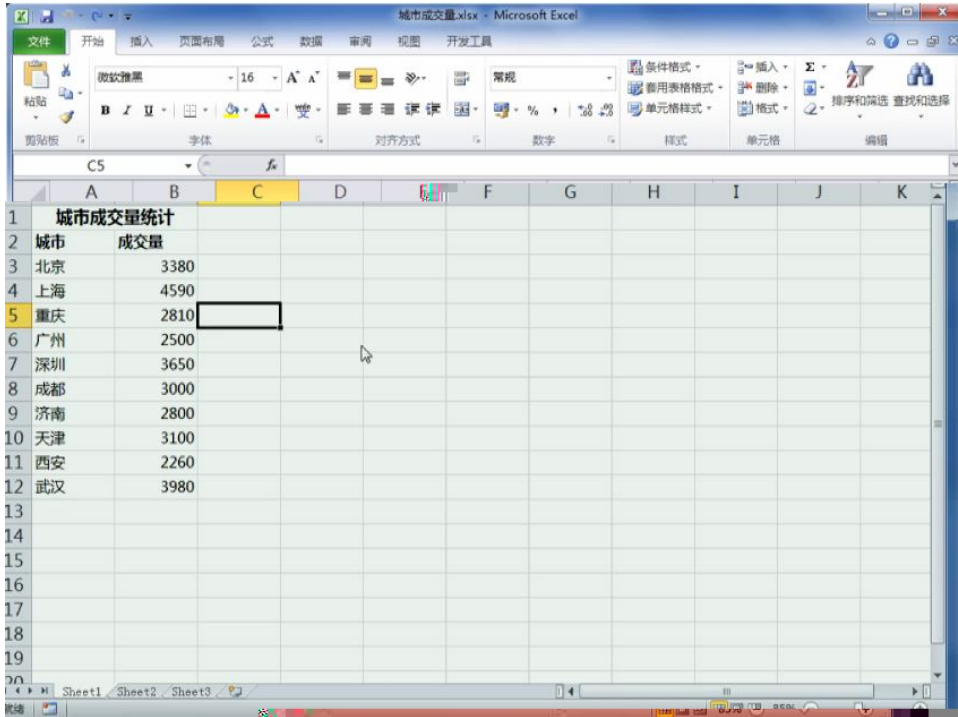 城市成交量.xlsx - Microsoft Excel
文件 开始 插入 页面布局 公式 数据 审阅 视图 开发工具
粘贴 微软雅黑 16 A A 常规 条件格式 插入 Σ
B I U A 变 % , 套用表格格式 删除 排序和筛选 查找和选择
单元格样式 格式
剪贴板 字体 对齐方式 数字 样式 单元格 编辑
C5 fx
A B C D E F G H I J K
1 城市成交量统计
2 城市 成交量
3 北京 3380
4 上海 4590
5 重庆 2810
6 广州 2500
7 深圳 3650
8 成都 3000
9 济南 2800
10 天津 3100
11 西安 2260
12 武汉 3980
13
14
15
16
17
18
19
20
Sheet1 Sheet2 Sheet3
就绪 85%